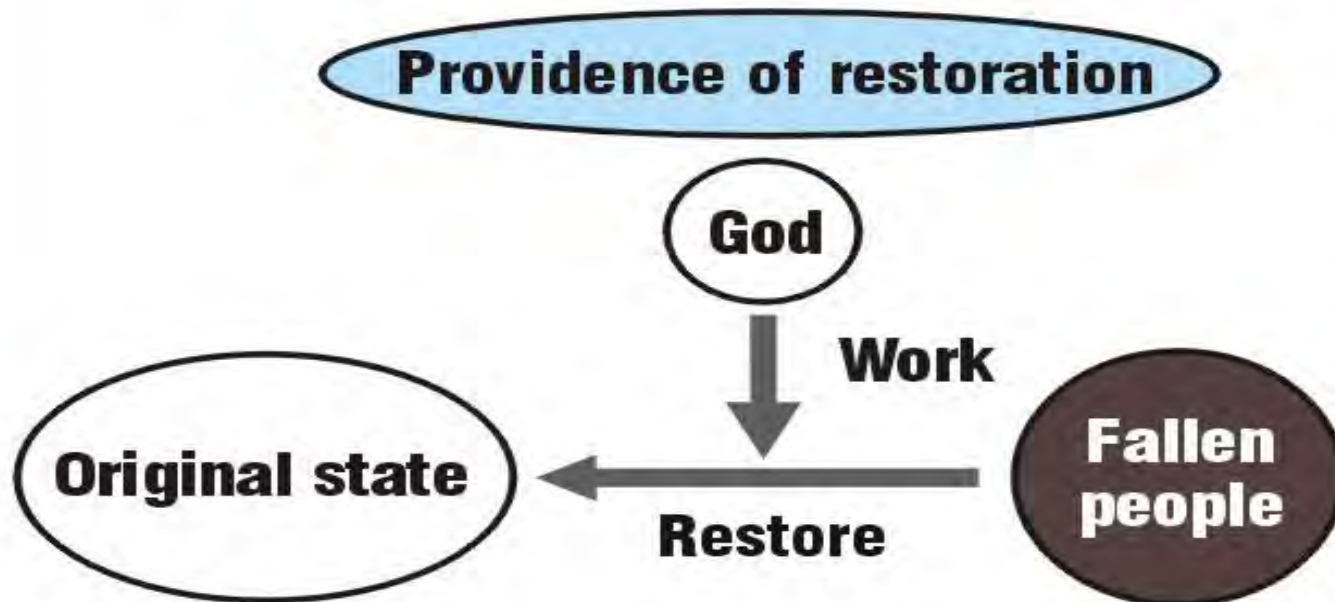 Providence of restoration
God
Work
Original state
Restore
Fallen
people